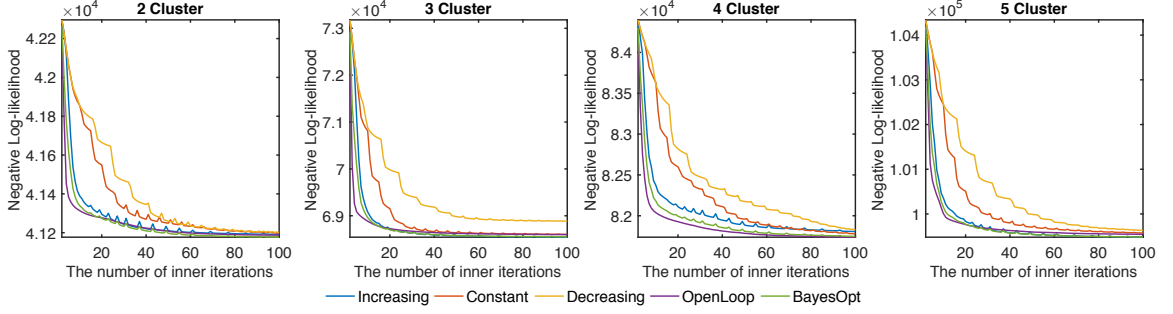 2 Cluster
×10⁴
Negative Log-likelihood
4.22
4.2
4.18
4.16
4.14
4.12
20 40 60 80 100
The number of inner iterations
3 Cluster
×10⁴
Negative Log-likelihood
7.3
7.2
7.1
7
6.9
20 40 60 80 100
The number of inner iterations
4 Cluster
×10⁴
Negative Log-likelihood
8.4
8.35
8.3
8.25
8.2
20 40 60 80 100
The number of inner iterations
5 Cluster
×10⁵
Negative Log-likelihood
1.04
1.03
1.02
1.01
1
20 40 60 80 100
The number of inner iterations
Increasing Constant Decreasing OpenLoop BayesOpt